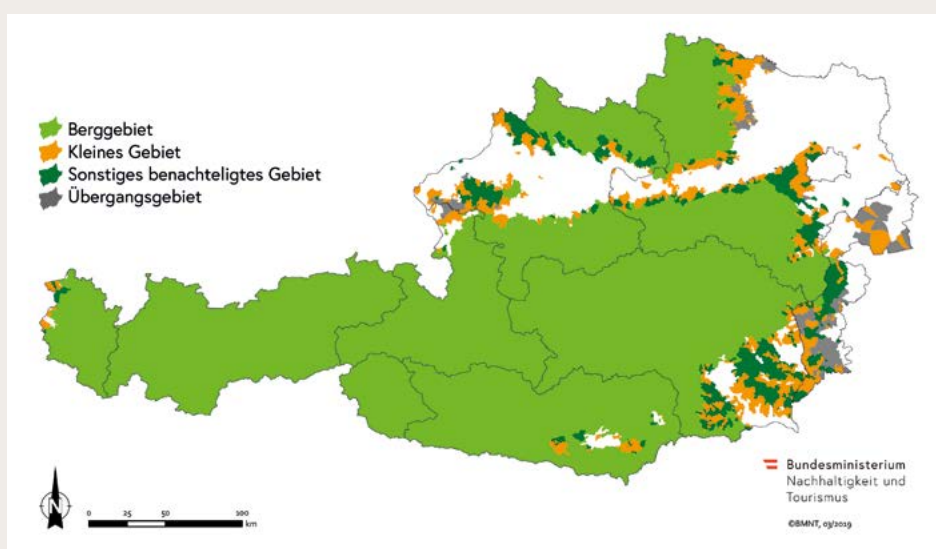 Berggebiet
Kleines Gebiet
Sonstiges benachteligtes Gebiet
Übergangsgebiet
N
0 25 50 100
km
Bundesministerium
Nachhaltigkeit und
Tourismus
©BMNT, 03/2019